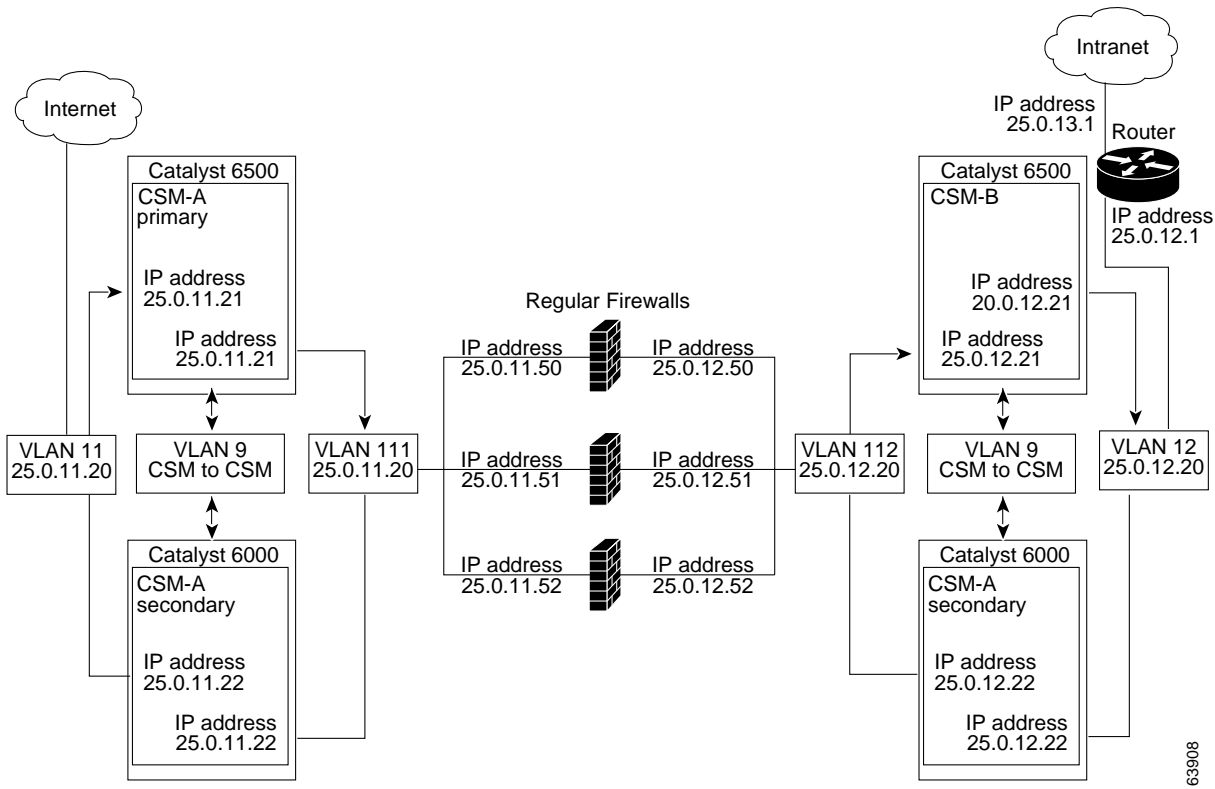 Internet
Catalyst 6500
CSM-A
primary
IP address
25.0.11.21
IP address
25.0.11.21
VLAN 11
25.0.11.20
VLAN 9
CSM to CSM
VLAN 111
25.0.11.20
Catalyst 6000
CSM-A
secondary
IP address
25.0.11.22
IP address
25.0.11.22
Regular Firewalls
IP address
25.0.11.50
IP address
25.0.12.50
IP address
25.0.11.51
IP address
25.0.12.51
IP address
25.0.11.52
IP address
25.0.12.52
Intranet
IP address
25.0.13.1
Router
IP address
25.0.12.1
Catalyst 6500
CSM-B
IP address
20.0.12.21
IP address
25.0.12.21
VLAN 112
25.0.12.20
VLAN 9
CSM to CSM
VLAN 12
25.0.12.20
Catalyst 6000
CSM-A
secondary
IP address
25.0.12.22
IP address
25.0.12.22
63908